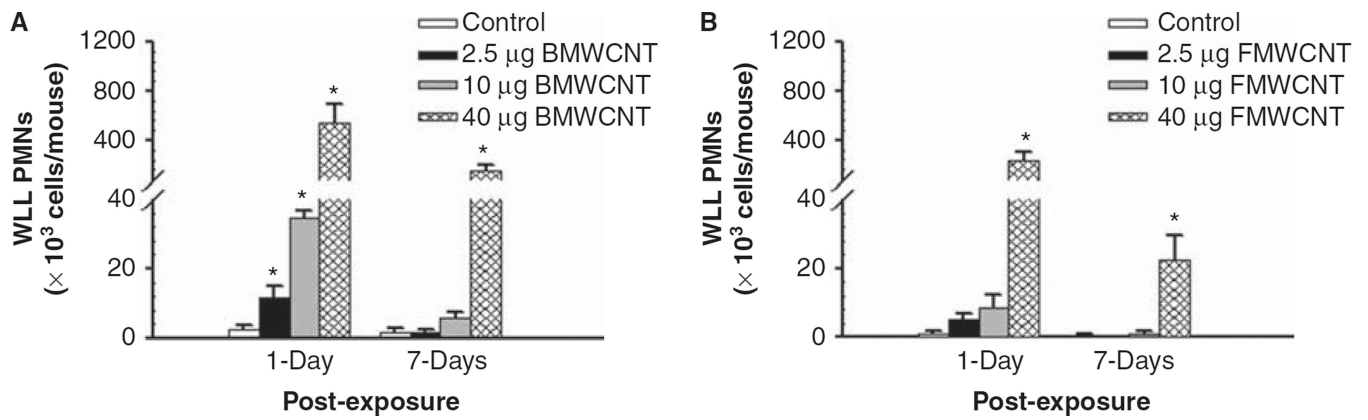 A
WLL PMNs
(× 10³ cells/mouse)
1200
800
400
40
20
0
Control
2.5 µg BMWCNT
10 µg BMWCNT
40 µg BMWCNT
*
*
*
*
1-Day
7-Days
Post-exposure
B
WLL PMNs
(× 10³ cells/mouse)
1200
800
400
40
20
0
Control
2.5 µg FMWCNT
10 µg FMWCNT
40 µg FMWCNT
*
*
1-Day
7-Days
Post-exposure